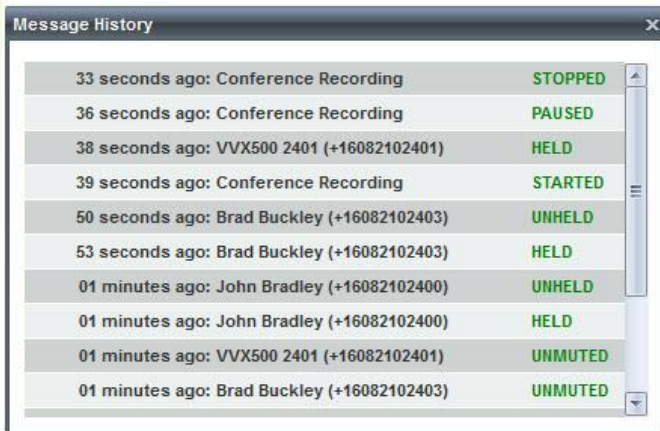 Message History
33 seconds ago: Conference Recording STOPPED
36 seconds ago: Conference Recording PAUSED
38 seconds ago: VVX500 2401 (+16082102401) HELD
39 seconds ago: Conference Recording STARTED
50 seconds ago: Brad Buckley (+16082102403) UNHELD
53 seconds ago: Brad Buckley (+16082102403) HELD
01 minutes ago: John Bradley (+16082102400) UNHELD
01 minutes ago: John Bradley (+16082102400) HELD
01 minutes ago: VVX500 2401 (+16082102401) UNMUTED
01 minutes ago: Brad Buckley (+16082102403) UNMUTED